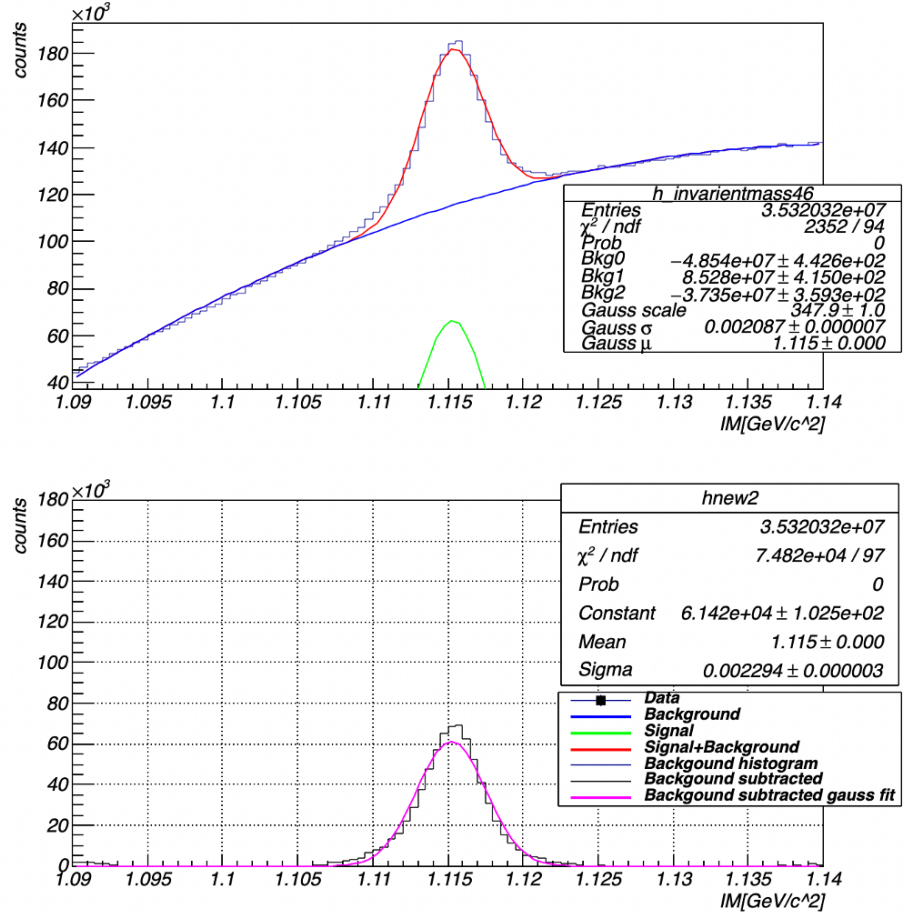 ×10³
counts
180
160
140
120
100
80
60
40
1.09 1.095 1.1 1.105 1.11 1.115 1.12 1.125 1.13 1.135 1.14
IM[GeV/c^2]
h_invarientmass46
Entries 3.532032e+07
χ² / ndf 2352 / 94
Prob 0
Bkg0 −4.854e+07 ± 4.426e+02
Bkg1 8.528e+07 ± 4.150e+02
Bkg2 −3.735e+07 ± 3.593e+02
Gauss scale 347.9 ± 1.0
Gauss σ 0.002087 ± 0.000007
Gauss μ 1.115 ± 0.000
×10³
counts
180
160
140
120
100
80
60
40
20
0
1.09 1.095 1.1 1.105 1.11 1.115 1.12 1.125 1.13 1.135 1.14
IM[GeV/c^2]
hnew2
Entries 3.532032e+07
χ² / ndf 7.482e+04 / 97
Prob 0
Constant 6.142e+04 ± 1.025e+02
Mean 1.115 ± 0.000
Sigma 0.002294 ± 0.000003
Data
Background
Signal
Signal+Background
Backgound histogram
Backgound subtracted
Backgound subtracted gauss fit